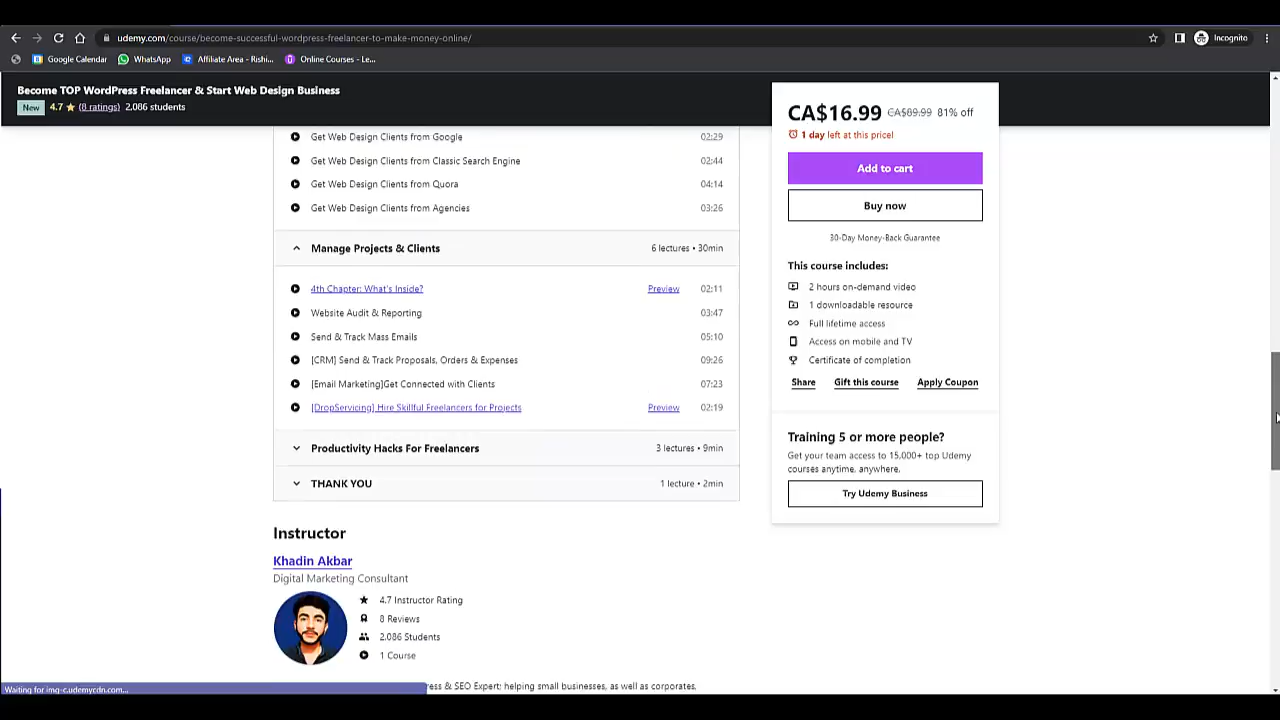 udemy.com/course/become-successful-wordpress-freelancer-to-make-money-online/
Incognito
Google Calendar
WhatsApp
Affiliate Area - Rishi...
Online Courses - Le...
Become TOP WordPress Freelancer & Start Web Design Business
New 4.7 (8 ratings) 2,086 students
Get Web Design Clients from Google 02:29
Get Web Design Clients from Classic Search Engine 02:44
Get Web Design Clients from Quora 04:14
Get Web Design Clients from Agencies 03:26
Manage Projects & Clients 6 lectures • 30min
4th Chapter: What's Inside? Preview 02:11
Website Audit & Reporting 03:47
Send & Track Mass Emails 05:10
[CRM] Send & Track Proposals, Orders & Expenses 09:26
[Email Marketing]Get Connected with Clients 07:23
[DropServicing] Hire Skillful Freelancers for Projects Preview 02:19
Productivity Hacks For Freelancers 3 lectures • 9min
THANK YOU 1 lecture • 2min
Instructor
Khadin Akbar
Digital Marketing Consultant
4.7 Instructor Rating
8 Reviews
2,086 Students
1 Course
ress & SEO Expert; helping small businesses, as well as corporates,
CA$16.99 CA$89.99 81% off
1 day left at this price!
Add to cart
Buy now
30-Day Money-Back Guarantee
This course includes:
2 hours on-demand video
1 downloadable resource
Full lifetime access
Access on mobile and TV
Certificate of completion
Share Gift this course Apply Coupon
Training 5 or more people?
Get your team access to 15,000+ top Udemy
courses anytime, anywhere.
Try Udemy Business
Waiting for img-c.udemycdn.com...